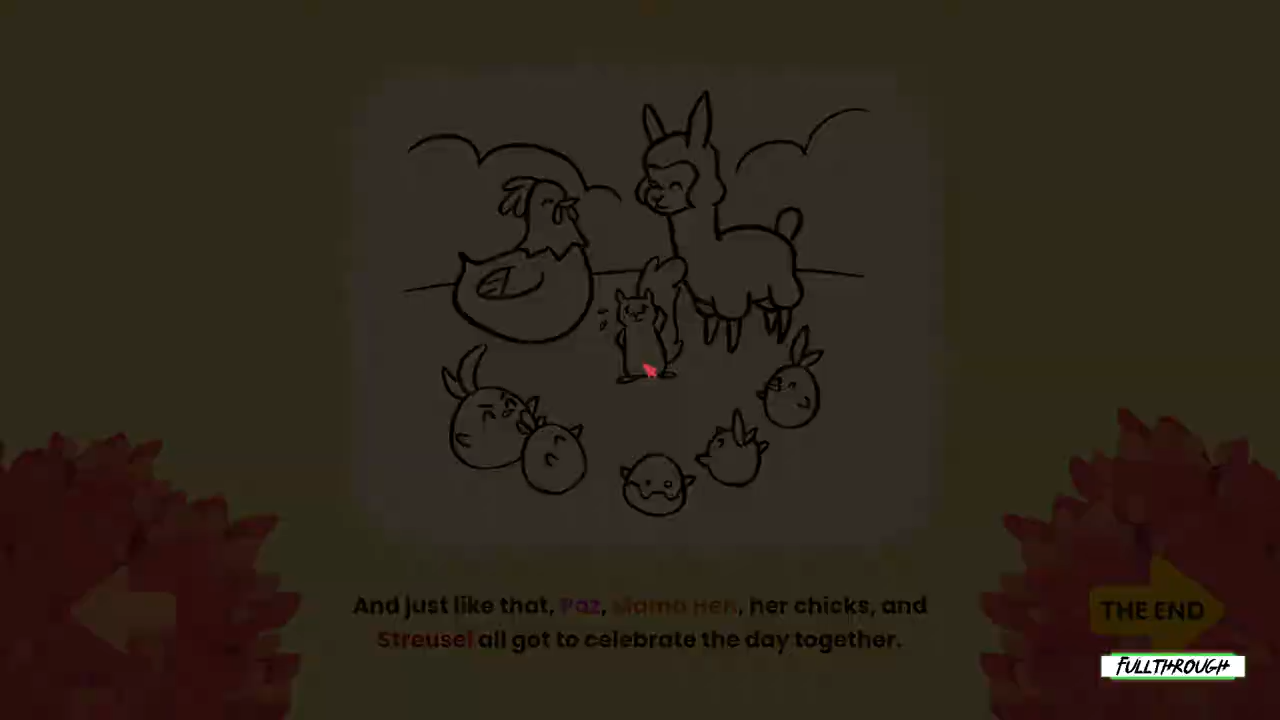 And just like that, Paz, Mama Hen, her chicks, and
Streusel all got to celebrate the day together.
THE END
FULLTHROUGH